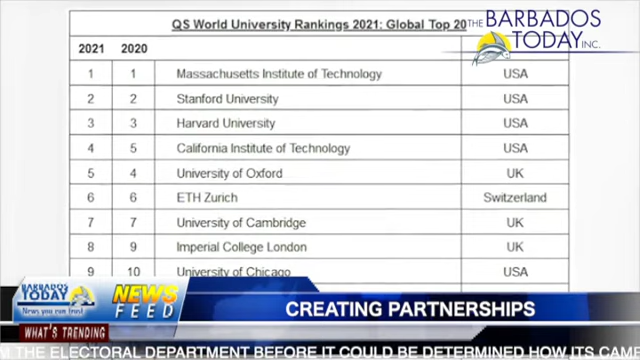 QS World University Rankings 2021: Global Top 20
THE BARBADOS TODAY INC.
2021 2020
1 1 Massachusetts Institute of Technology USA
2 2 Stanford University USA
3 3 Harvard University USA
4 5 California Institute of Technology USA
5 4 University of Oxford UK
6 6 ETH Zurich Switzerland
7 7 University of Cambridge UK
8 9 Imperial College London UK
9 10 University of Chicago USA
BARBADOS TODAY
News you can trust
NEWS FEED
CREATING PARTNERSHIPS
WHAT'S TRENDING
M THE ELECTORAL DEPARTMENT BEFORE IT COULD BE DETERMINED HOW ITS CAM